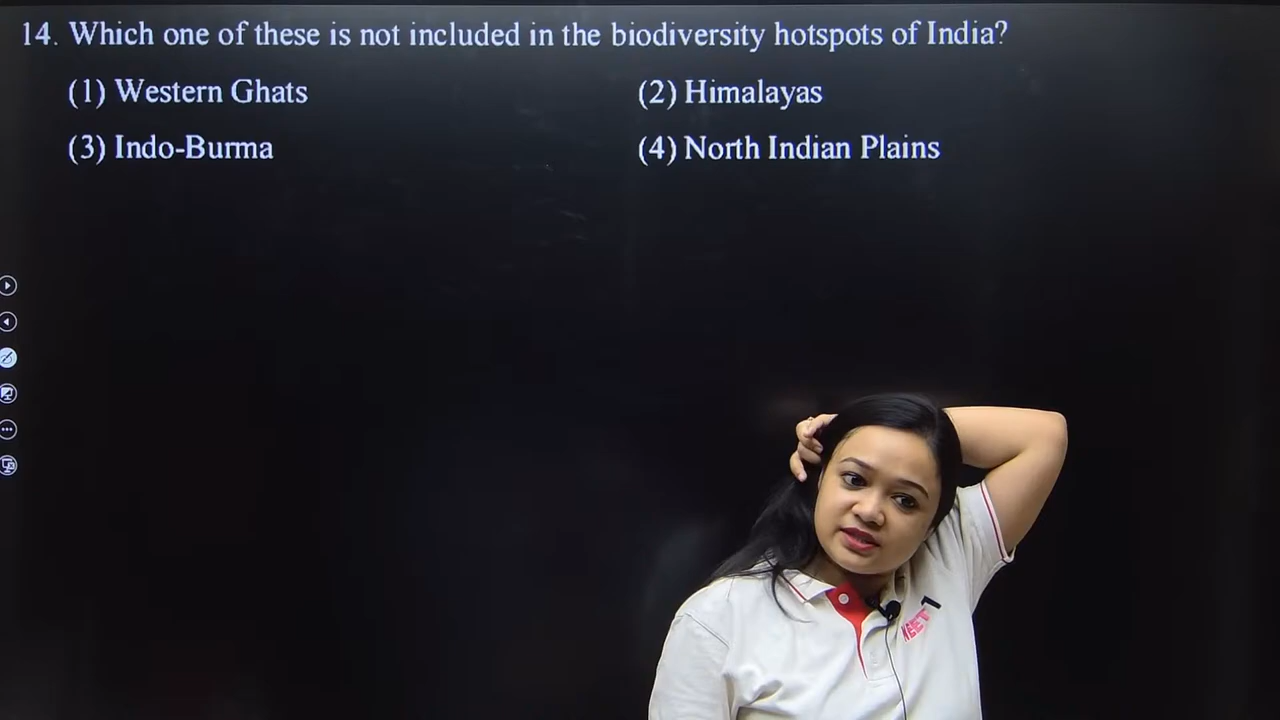 14. Which one of these is not included in the biodiversity hotspots of India?
(1) Western Ghats (2) Himalayas
(3) Indo-Burma (4) North Indian Plains